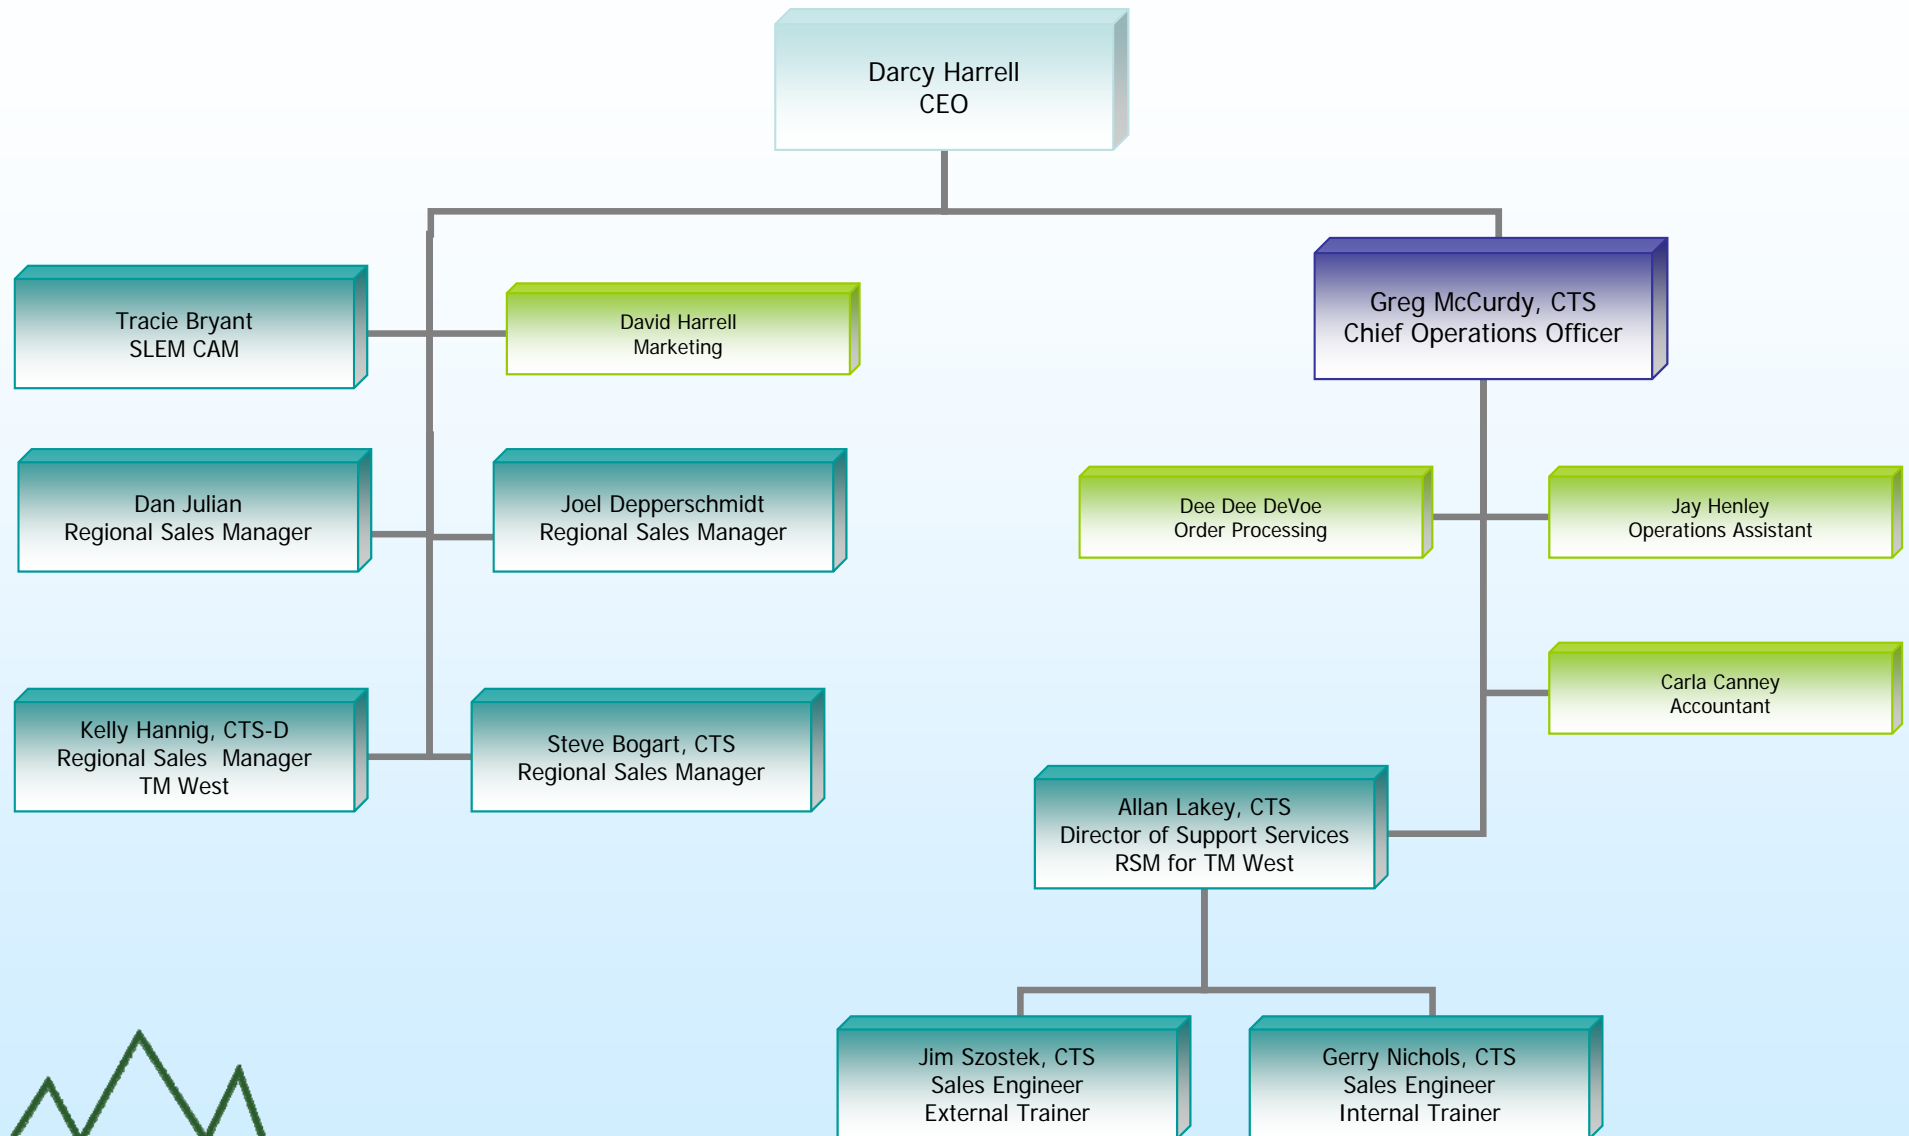 Darcy Harrell
CEO
Tracie Bryant
SLEM CAM
David Harrell
Marketing
Greg McCurdy, CTS
Chief Operations Officer
Dan Julian
Regional Sales Manager
Joel Depperschmidt
Regional Sales Manager
Dee Dee DeVoe
Order Processing
Jay Henley
Operations Assistant
Carla Canney
Accountant
Kelly Hannig, CTS-D
Regional Sales  Manager
TM West
Steve Bogart, CTS
Regional Sales Manager
Allan Lakey, CTS
Director of Support Services
RSM for TM West
Jim Szostek, CTS
Sales Engineer
External Trainer
Gerry Nichols, CTS
Sales Engineer
Internal Trainer